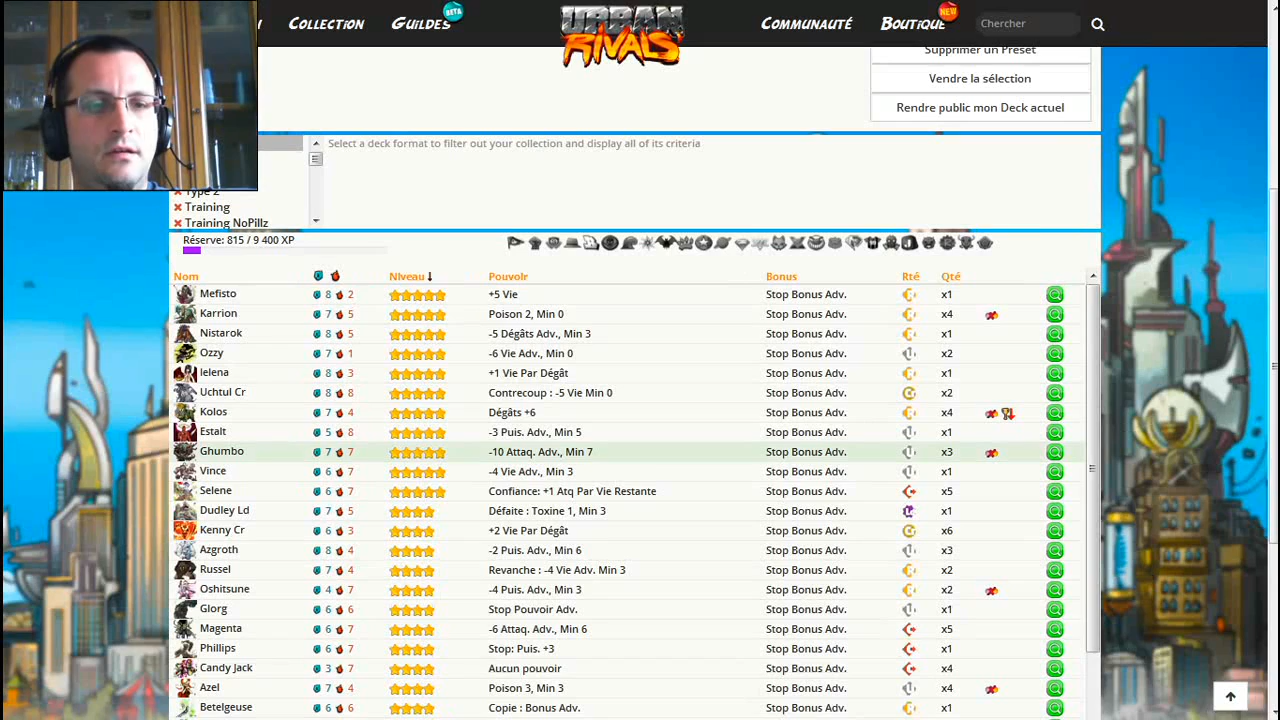 COLLECTION GUILDES BETA URBAN RIVALS COMMUNAUTÉ BOUTIQUE NEW Chercher
Supprimer un Preset
Vendre la sélection
Rendre public mon Deck actuel
Select a deck format to filter out your collection and display all of its criteria
Type 2
Training
Training NoPillz
Réserve: 815 / 9 400 XP
Nom Niveau Pouvoir Bonus Rté Qté
Mefisto 8 2 +5 Vie Stop Bonus Adv. x1
Karrion 7 5 Poison 2, Min 0 Stop Bonus Adv. x4
Nistarok 8 5 -5 Dégâts Adv., Min 3 Stop Bonus Adv. x1
Ozzy 7 1 -6 Vie Adv., Min 0 Stop Bonus Adv. x2
Ielena 8 3 +1 Vie Par Dégât Stop Bonus Adv. x1
Uchtul Cr 8 8 Contrecoup : -5 Vie Min 0 Stop Bonus Adv. x2
Kolos 7 4 Dégâts +6 Stop Bonus Adv. x4
Estalt 5 8 -3 Puis. Adv., Min 5 Stop Bonus Adv. x1
Ghumbo 7 7 -10 Attaq. Adv., Min 7 Stop Bonus Adv. x3
Vince 6 7 -4 Vie Adv., Min 3 Stop Bonus Adv. x1
Selene 6 7 Confiance: +1 Atq Par Vie Restante Stop Bonus Adv. x5
Dudley Ld 7 5 Défaite : Toxine 1, Min 3 Stop Bonus Adv. x1
Kenny Cr 6 3 +2 Vie Par Dégât Stop Bonus Adv. x6
Azgroth 8 4 -2 Puis. Adv., Min 6 Stop Bonus Adv. x3
Russel 7 4 Revanche : -4 Vie Adv. Min 3 Stop Bonus Adv. x2
Oshitsune 4 7 -4 Puis. Adv., Min 3 Stop Bonus Adv. x2
Glorg 6 6 Stop Pouvoir Adv. Stop Bonus Adv. x1
Magenta 6 7 -6 Attaq. Adv., Min 6 Stop Bonus Adv. x5
Phillips 6 7 Stop: Puis. +3 Stop Bonus Adv. x1
Candy Jack 3 7 Aucun pouvoir Stop Bonus Adv. x4
Azel 7 4 Poison 3, Min 3 Stop Bonus Adv. x4
Betelgeuse 6 6 Copie : Bonus Adv. Stop Bonus Adv. x1